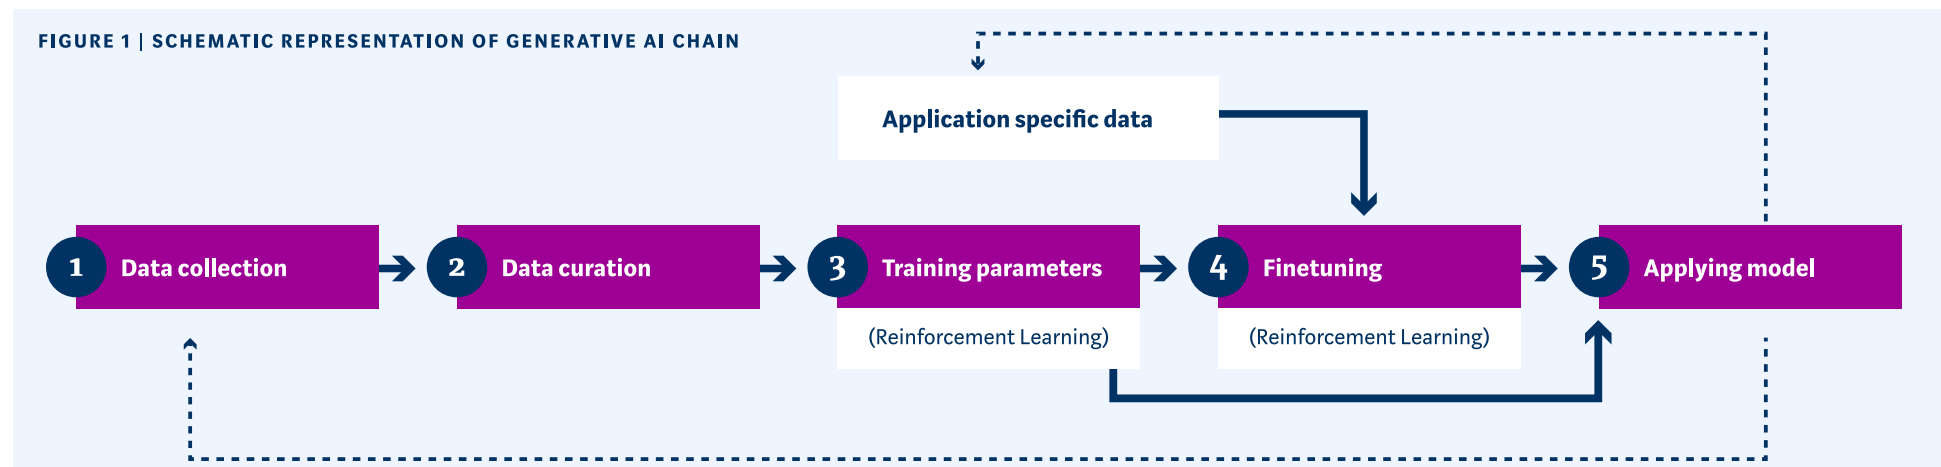 FIGURE 1 | SCHEMATIC REPRESENTATION OF GENERATIVE AI CHAIN
Application specific data
1 Data collection
2 Data curation
3 Training parameters
(Reinforcement Learning)
4 Finetuning
(Reinforcement Learning)
5 Applying model